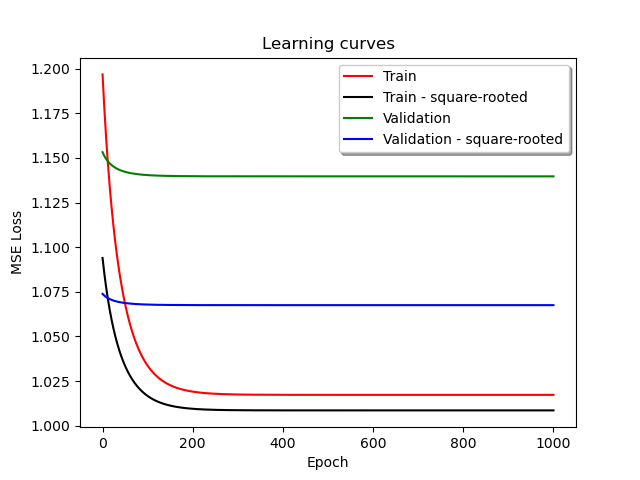 Learning curves
Train
Train - square-rooted
Validation
Validation - square-rooted
MSE Loss
1.200
1.175
1.150
1.125
1.100
1.075
1.050
1.025
1.000
0 200 400 600 800 1000
Epoch